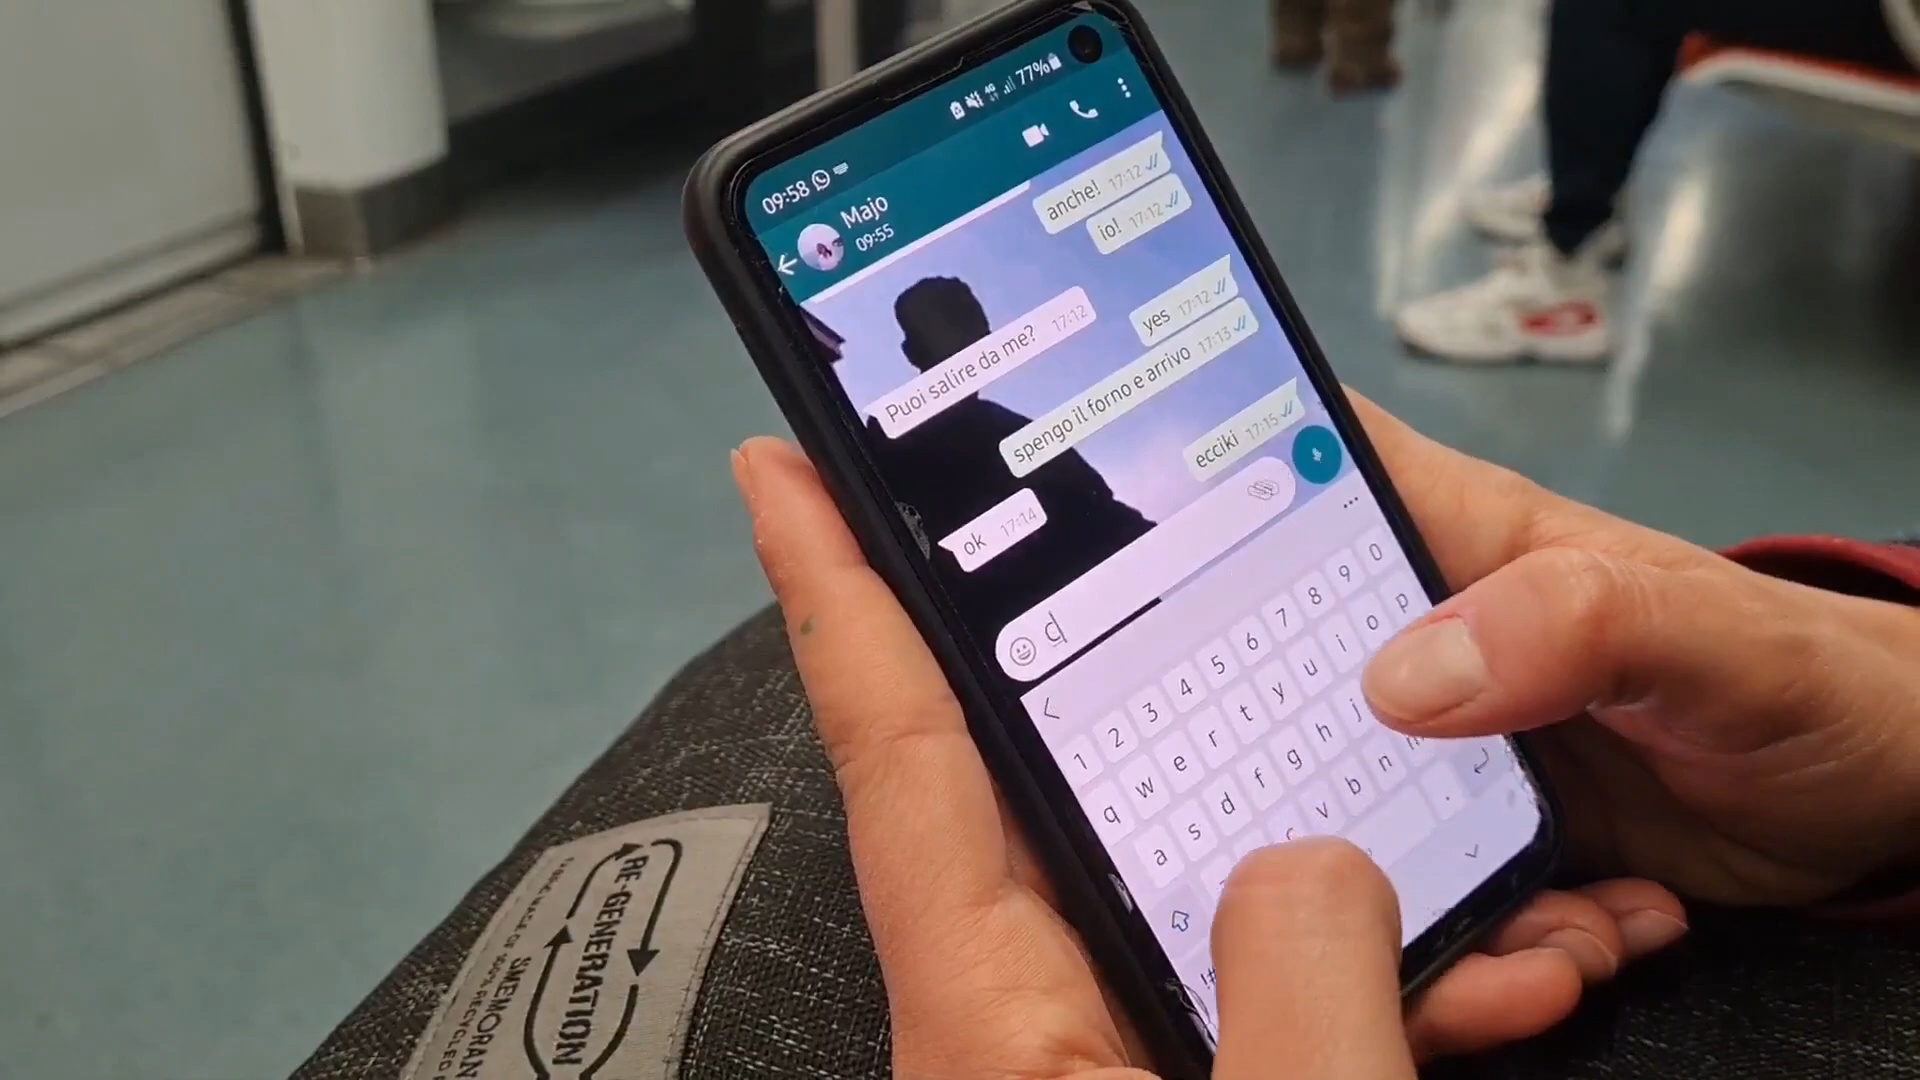 09:58 77%
4G
Majo
09:55
anche! 17:12
io! 17:12
Puoi salire da me? 17:12
yes 17:12
spengo il forno e arrivo 17:13
ok 17:14
ecciki 17:15
c
1 2 3 4 5 6 7 8 9 0
q w e r t y u i o p
a s d f g h j
c v b n m
!# .
RE-GENERATION
MEMORAN